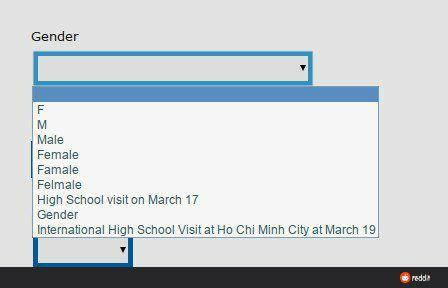 Gender
F
M
Male
Female
Famale
Felmale
High School visit on March 17
Gender
International High School Visit at Ho Chi Minh City at March 19
reddit